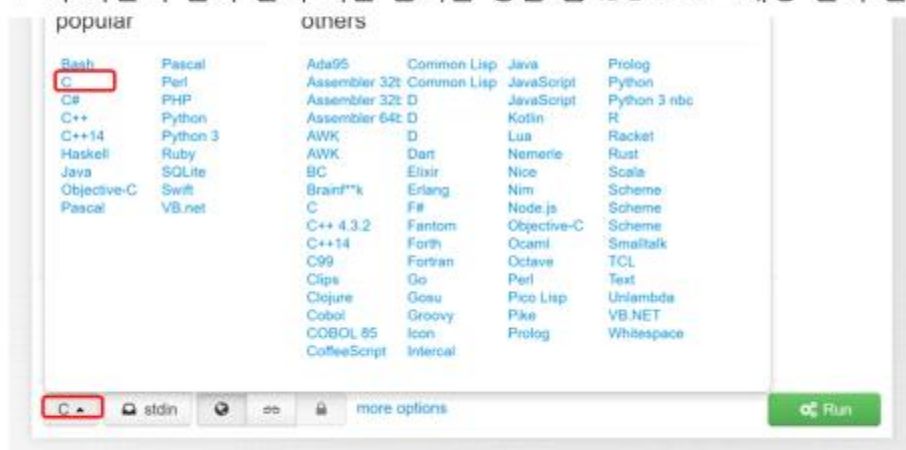 popular others
Bash Pascal Ada95 Common Lisp Java Prolog
C Perl Assembler 32b Common Lisp JavaScript Python
C# PHP Assembler 32b D JavaScript Python 3 nbc
C++ Python Assembler 64b D Kotlin R
C++14 Python 3 AWK D Lua Racket
Haskell Ruby AWK Dart Nemerle Rust
Java SQLite BC Elixir Nice Scala
Objective-C Swift Brainf**k Erlang Nim Scheme
Pascal VB.net C F# Node.js Scheme
C++ 4.3.2 Fantom Objective-C Scheme
C++14 Forth Ocaml Smalltalk
C99 Fortran Octave TCL
Clips Go Perl Text
Clojure Gosu Pico Lisp Unlambda
Cobol Groovy Pike VB.NET
COBOL 85 Icon Prolog Whitespace
CoffeeScript Intercal
C stdin more options Run